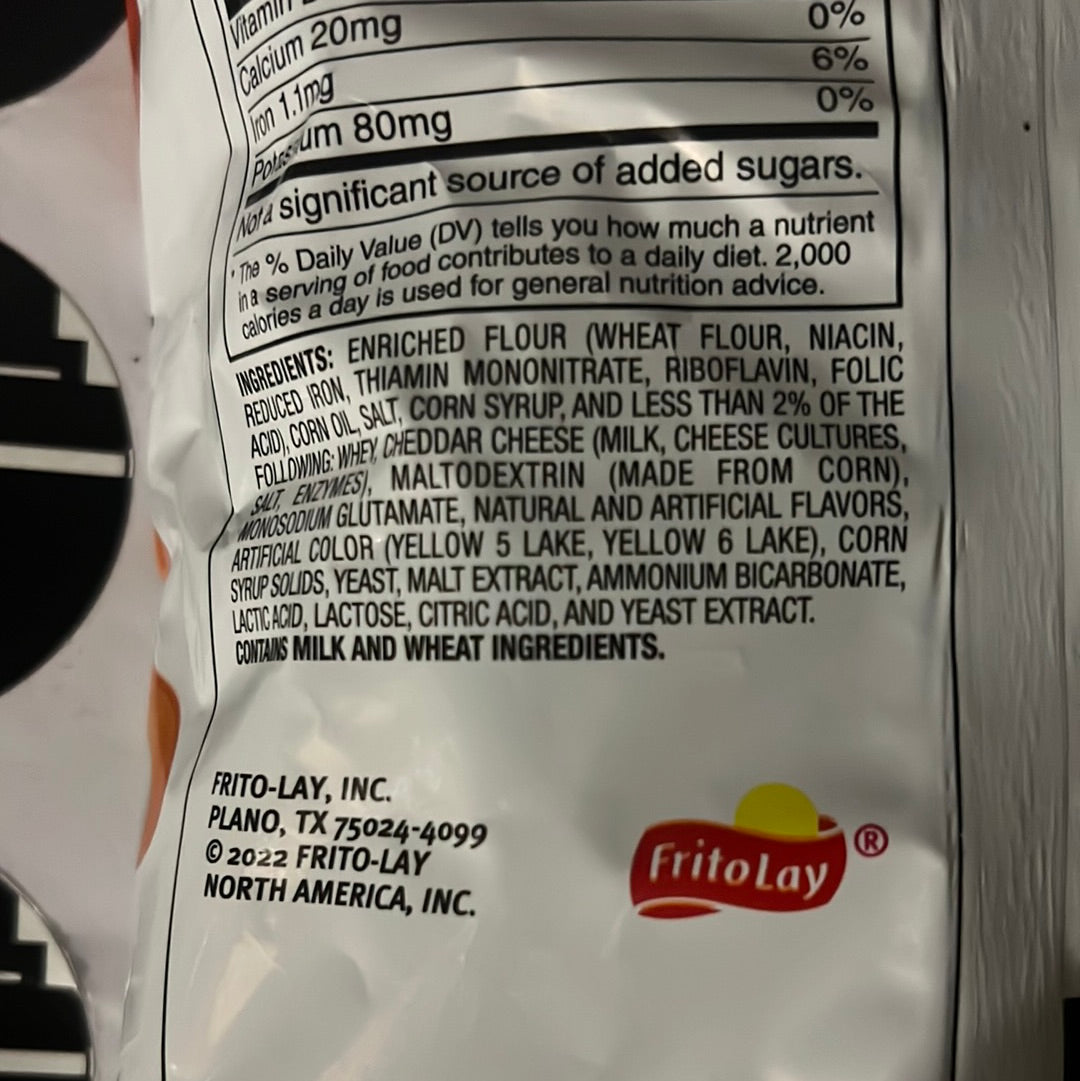 Vitamin
Calcium 20mg 0%
Iron 1.1mg 6%
Potassium 80mg 0%
Not a significant source of added sugars.
* The % Daily Value (DV) tells you how much a nutrient
in a serving of food contributes to a daily diet. 2,000
calories a day is used for general nutrition advice.
INGREDIENTS: ENRICHED FLOUR (WHEAT FLOUR, NIACIN,
REDUCED IRON, THIAMIN MONONITRATE, RIBOFLAVIN, FOLIC
ACID), CORN OIL, SALT, CORN SYRUP, AND LESS THAN 2% OF THE
FOLLOWING: WHEY, CHEDDAR CHEESE (MILK, CHEESE CULTURES,
SALT, ENZYMES), MALTODEXTRIN (MADE FROM CORN),
MONOSODIUM GLUTAMATE, NATURAL AND ARTIFICIAL FLAVORS,
ARTIFICIAL COLOR (YELLOW 5 LAKE, YELLOW 6 LAKE), CORN
SYRUP SOLIDS, YEAST, MALT EXTRACT, AMMONIUM BICARBONATE,
LACTIC ACID, LACTOSE, CITRIC ACID, AND YEAST EXTRACT.
CONTAINS MILK AND WHEAT INGREDIENTS.
FRITO-LAY, INC.
PLANO, TX 75024-4099
© 2022 FRITO-LAY
NORTH AMERICA, INC.
FritoLay ®